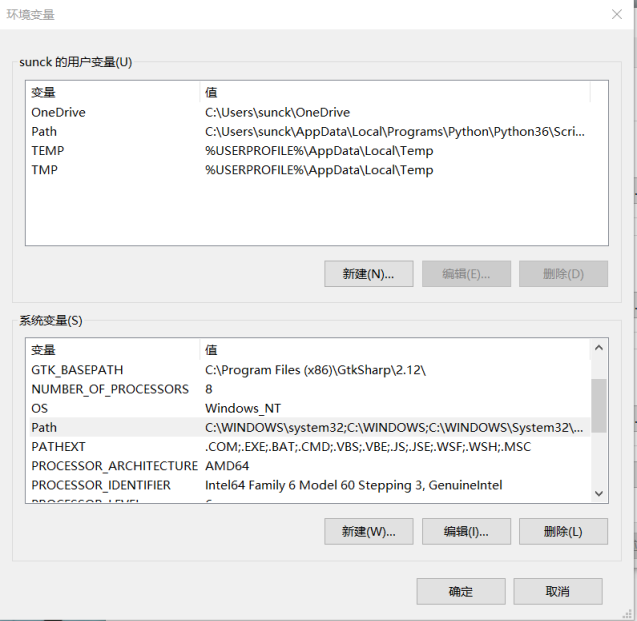 环境变量
sunck 的用户变量(U)
变量 值
OneDrive C:\Users\sunck\OneDrive
Path C:\Users\sunck\AppData\Local\Programs\Python\Python36\Scri...
TEMP %USERPROFILE%\AppData\Local\Temp
TMP %USERPROFILE%\AppData\Local\Temp
新建(N)... 编辑(E)... 删除(D)
系统变量(S)
变量 值
GTK_BASEPATH C:\Program Files (x86)\GtkSharp\2.12\
NUMBER_OF_PROCESSORS 8
OS Windows_NT
Path C:\WINDOWS\system32;C:\WINDOWS;C:\WINDOWS\System32\...
PATHEXT .COM;.EXE;.BAT;.CMD;.VBS;.VBE;.JS;.JSE;.WSF;.WSH;.MSC
PROCESSOR_ARCHITECTURE AMD64
PROCESSOR_IDENTIFIER Intel64 Family 6 Model 60 Stepping 3, GenuineIntel
新建(W)... 编辑(I)... 删除(L)
确定 取消